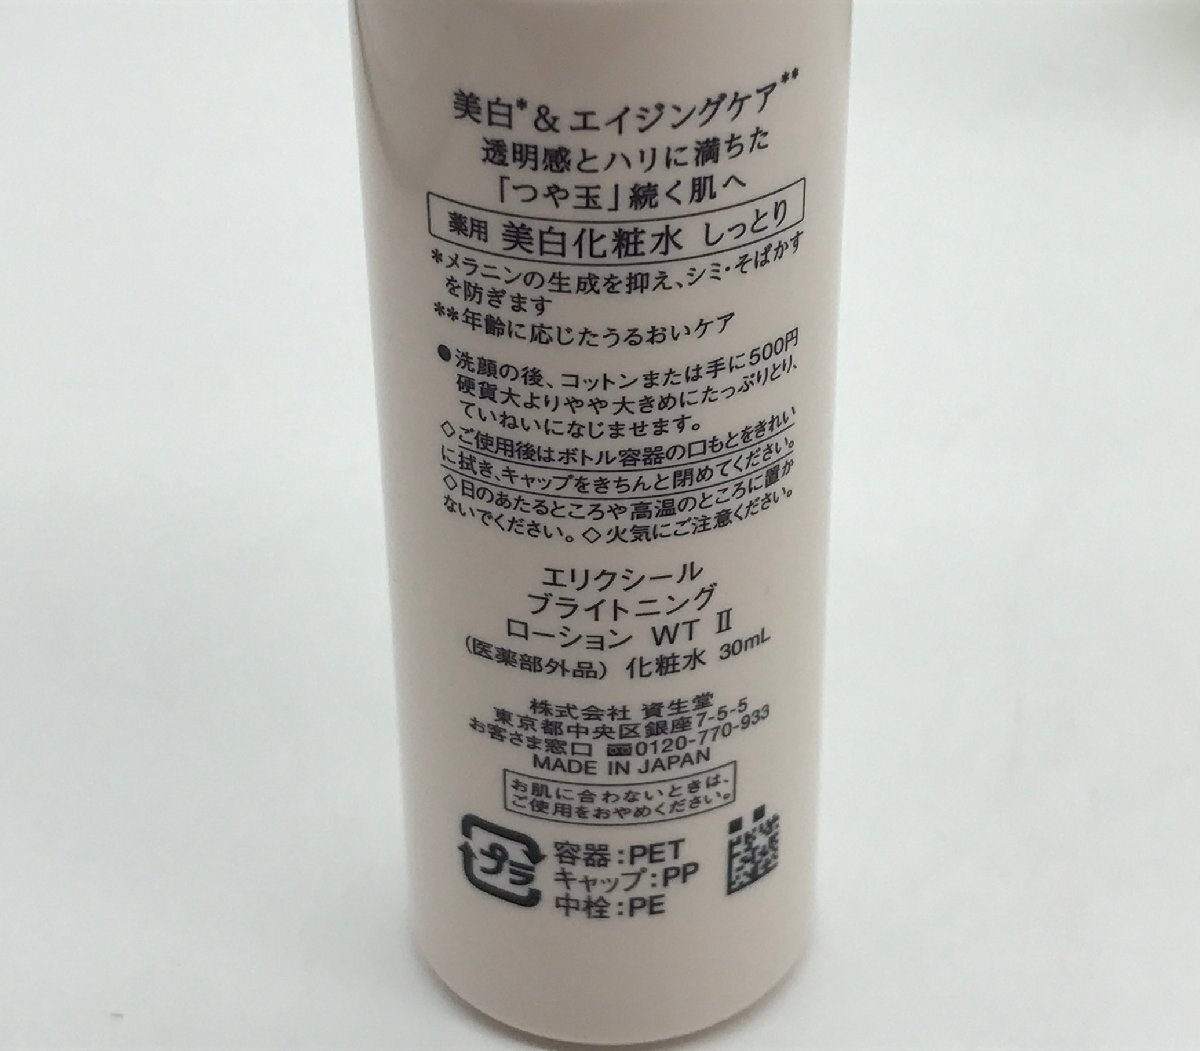 美白*&エイジングケア**
透明感とハリに満ちた
「つや玉」続く肌へ
薬用 美白化粧水 しっとり
*メラニンの生成を抑え、シミ・そばかす
を防ぎます
**年齢に応じたうるおいケア
●洗顔の後、コットンまたは手に500円
硬貨大よりやや大きめにたっぷりとり、
ていねいになじませます。
◇ご使用後はボトル容器の口もとをきれい
に拭き、キャップをきちんと閉めてください。
◇日のあたるところや高温のところに置か
ないでください。◇火気にご注意ください。
エリクシール
ブライトニング
ローション WT Ⅱ
(医薬部外品) 化粧水 30mL
株式会社 資生堂
東京都中央区銀座7-5-5
お客さま窓口 0120-770-933
MADE IN JAPAN
お肌に合わないときは、
ご使用をおやめください。
プラ
容器:PET
キャップ:PP
中栓:PE